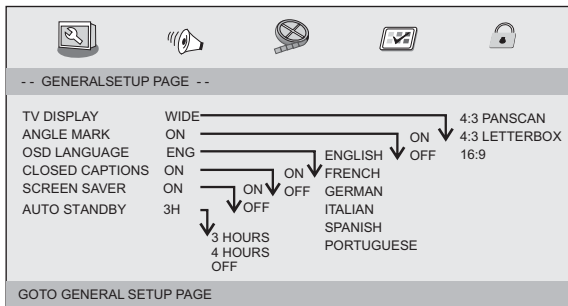 - - GENERALSETUP PAGE - -
TV DISPLAY WIDE 4:3 PANSCAN
ANGLE MARK ON ON 4:3 LETTERBOX
OSD LANGUAGE ENG ENGLISH OFF 16:9
CLOSED CAPTIONS ON ON FRENCH
SCREEN SAVER ON ON OFF GERMAN
AUTO STANDBY 3H OFF ITALIAN
SPANISH
3 HOURS PORTUGUESE
4 HOURS
OFF
GOTO GENERAL SETUP PAGE